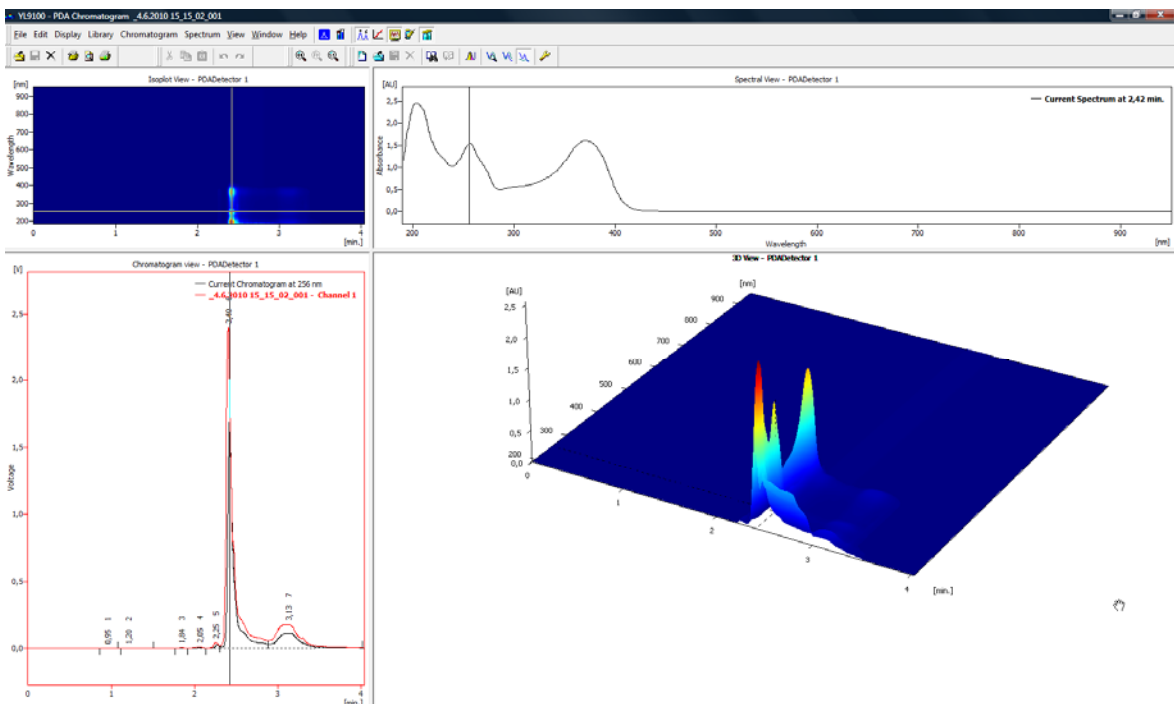 YL9100 - PDA Chromatogram _4.6.2010 15_15_02_001
File Edit Display Library Chromatogram Spectrum View Window Help
Isoplot View - PDADetector 1
[nm]
900
800
700
600
500
400
300
200
Wavelength
0 1 2 3 4
[min.]
Spectral View - PDADetector 1
[AU]
Current Spectrum at 2,42 min.
2,5
2,0
1,5
1,0
0,5
0,0
Absorbance
200 300 400 500 600 700 800 900 [nm]
Wavelength
Chromatogram view - PDADetector 1
[V]
Current Chromatogram at 256 nm
_4.6.2010 15_15_02_001 - Channel 1
2,5
2,0
1,5
1,0
0,5
0,0
Voltage
0,95 1
1,20 2
1,84 3
2,05 4
2,25 5
2,40 6
3,13 7
0 1 2 3 4
[min.]
3D View - PDADetector 1
[AU]
2,5
2,0
1,5
1,0
0,5
0,0
[nm]
900
800
700
600
500
400
300
200
0 1 2 3 4 [min.]